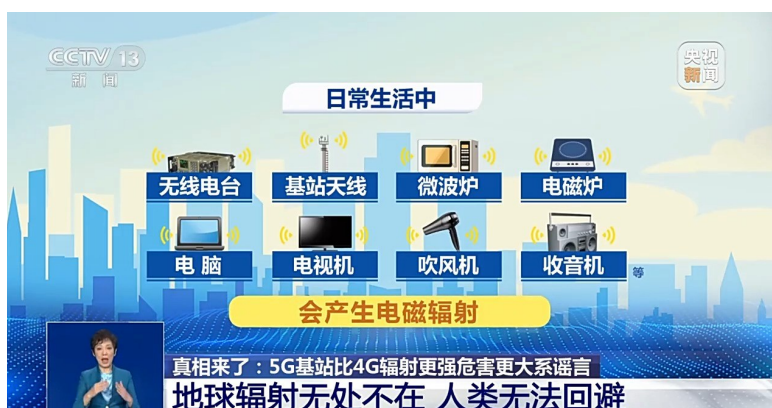 CCTV 13
新闻
央视
新闻
日常生活中
无线电台
基站天线
微波炉
电磁炉
电脑
电视机
吹风机
收音机
等
会产生电磁辐射
真相来了:5G基站比4G辐射更强危害更大系谣言
地球辐射无处不在 人类无法回避